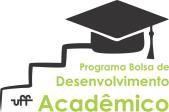 Programa Bolsa de
Desenvolvimento
Acadêmico
uff